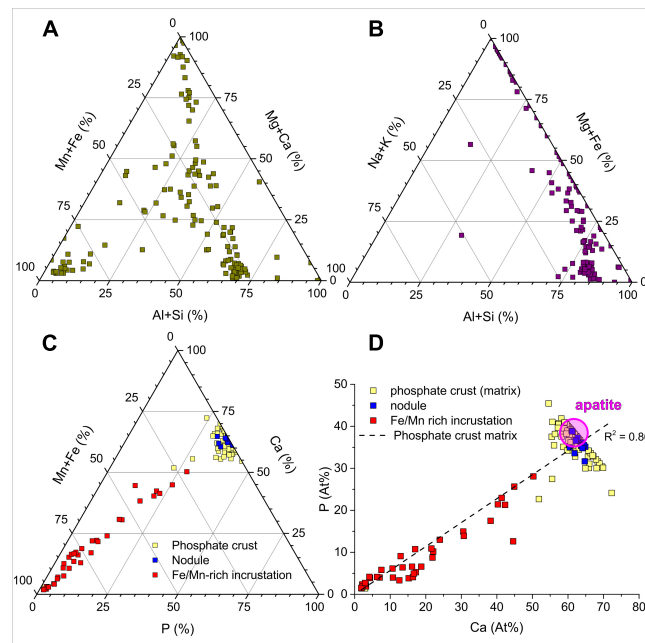 A
0
100
25
75
50
50
75
25
100
0
0
25
50
75
100
Mn+Fe (%)
Mg+Ca (%)
Al+Si (%)
B
0
100
25
75
50
50
75
25
100
0
0
25
50
75
100
Na+K (%)
Mg+Fe (%)
Al+Si (%)
C
0
100
25
75
50
50
75
25
100
0
0
25
50
75
100
Mn+Fe (%)
Ca (%)
Phosphate crust
Nodule
Fe/Mn-rich incrustation
P (%)
D
50
40
30
20
10
0
0 10 20 30 40 50 60 70 80
P (At%)
Ca (At%)
phosphate crust (matrix)
nodule
Fe/Mn rich incrustation
Phosphate crust matrix
apatite
R² = 0.8